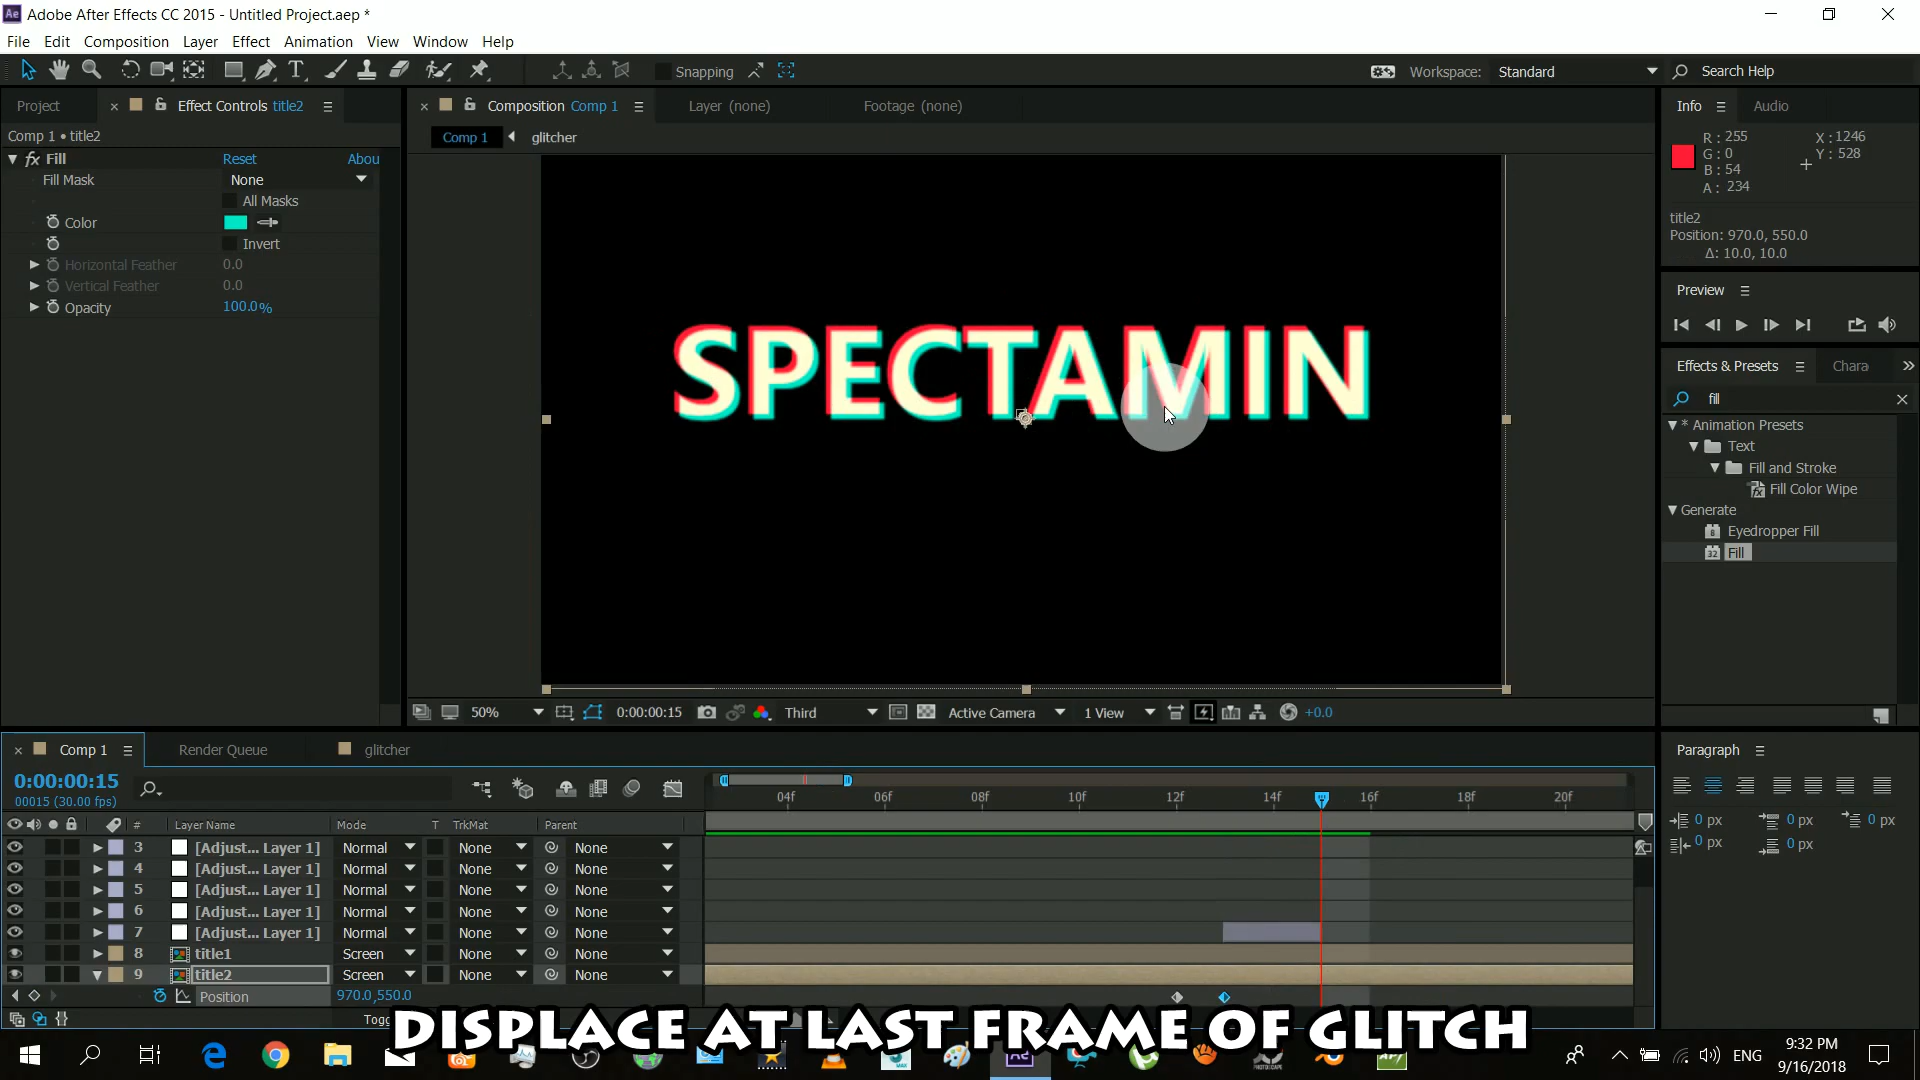 Adobe After Effects CC 2015 - Untitled Project.aep *
File Edit Composition Layer Effect Animation View Window Help
Snapping
Workspace: Standard
Search Help
Project
Effect Controls title2
Comp 1 • title2
fx Fill Reset Abou
Fill Mask None
All Masks
Color
Invert
Horizontal Feather 0.0
Vertical Feather 0.0
Opacity 100.0%
Composition Comp 1
Layer (none)
Footage (none)
Comp 1 glitcher
SPECTAMIN
50% 0:00:00:15 Third Active Camera 1 View +0.0
Info Audio
R: 255
G: 0
B: 54
A: 234
X: 1246
Y: 528
title2
Position: 970.0, 550.0
Δ: 10.0, 10.0
Preview
Effects & Presets Chara
fill
* Animation Presets
Text
Fill and Stroke
Fill Color Wipe
Generate
Eyedropper Fill
Fill
Comp 1 Render Queue glitcher
0:00:00:15
00015 (30.00 fps)
04f 06f 08f 10f 12f 14f 16f 18f 20f
# Layer Name Mode T TrkMat Parent
3 [Adjust... Layer 1] Normal None None
4 [Adjust... Layer 1] Normal None None
5 [Adjust... Layer 1] Normal None None
6 [Adjust... Layer 1] Normal None None
7 [Adjust... Layer 1] Normal None None
8 title1 Screen None None
9 title2 Screen None None
Position 970.0,550.0
Paragraph
0 px 0 px 0 px
0 px 0 px
DISPLACE AT LAST FRAME OF GLITCH
ENG
9:32 PM
9/16/2018